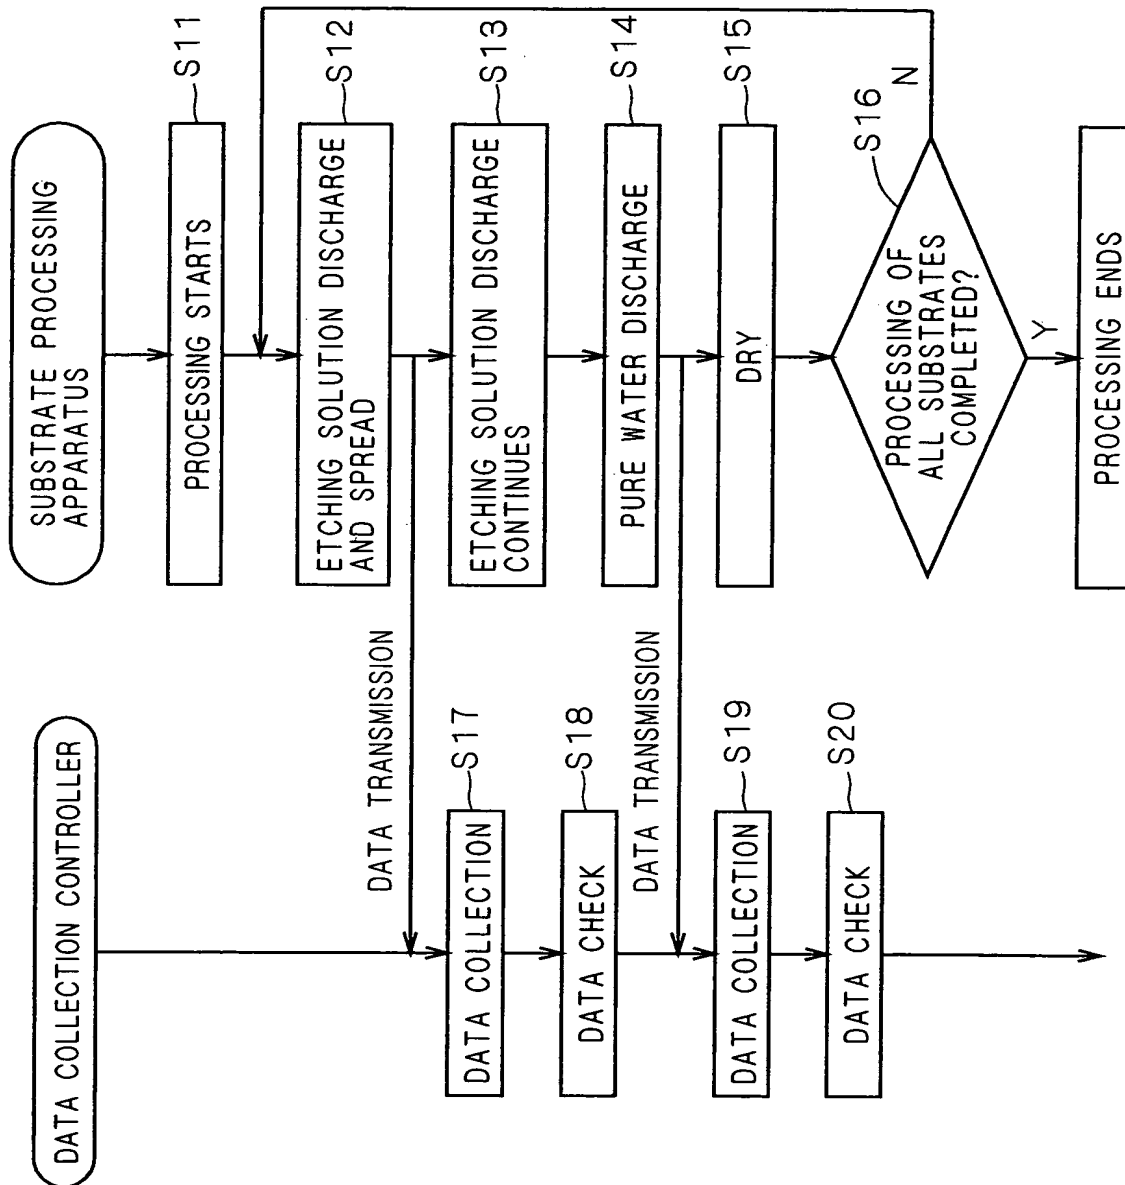 SUBSTRATE PROCESSING
APPARATUS
PROCESSING STARTS
S11
ETCHING SOLUTION DISCHARGE
AND SPREAD
S12
ETCHING SOLUTION DISCHARGE
CONTINUES
S13
PURE WATER DISCHARGE
S14
DRY
S15
PROCESSING OF
ALL SUBSTRATES
COMPLETED?
S16
N
Y
PROCESSING ENDS
DATA COLLECTION CONTROLLER
DATA TRANSMISSION
DATA COLLECTION
S17
DATA CHECK
S18
DATA TRANSMISSION
DATA COLLECTION
S19
DATA CHECK
S20